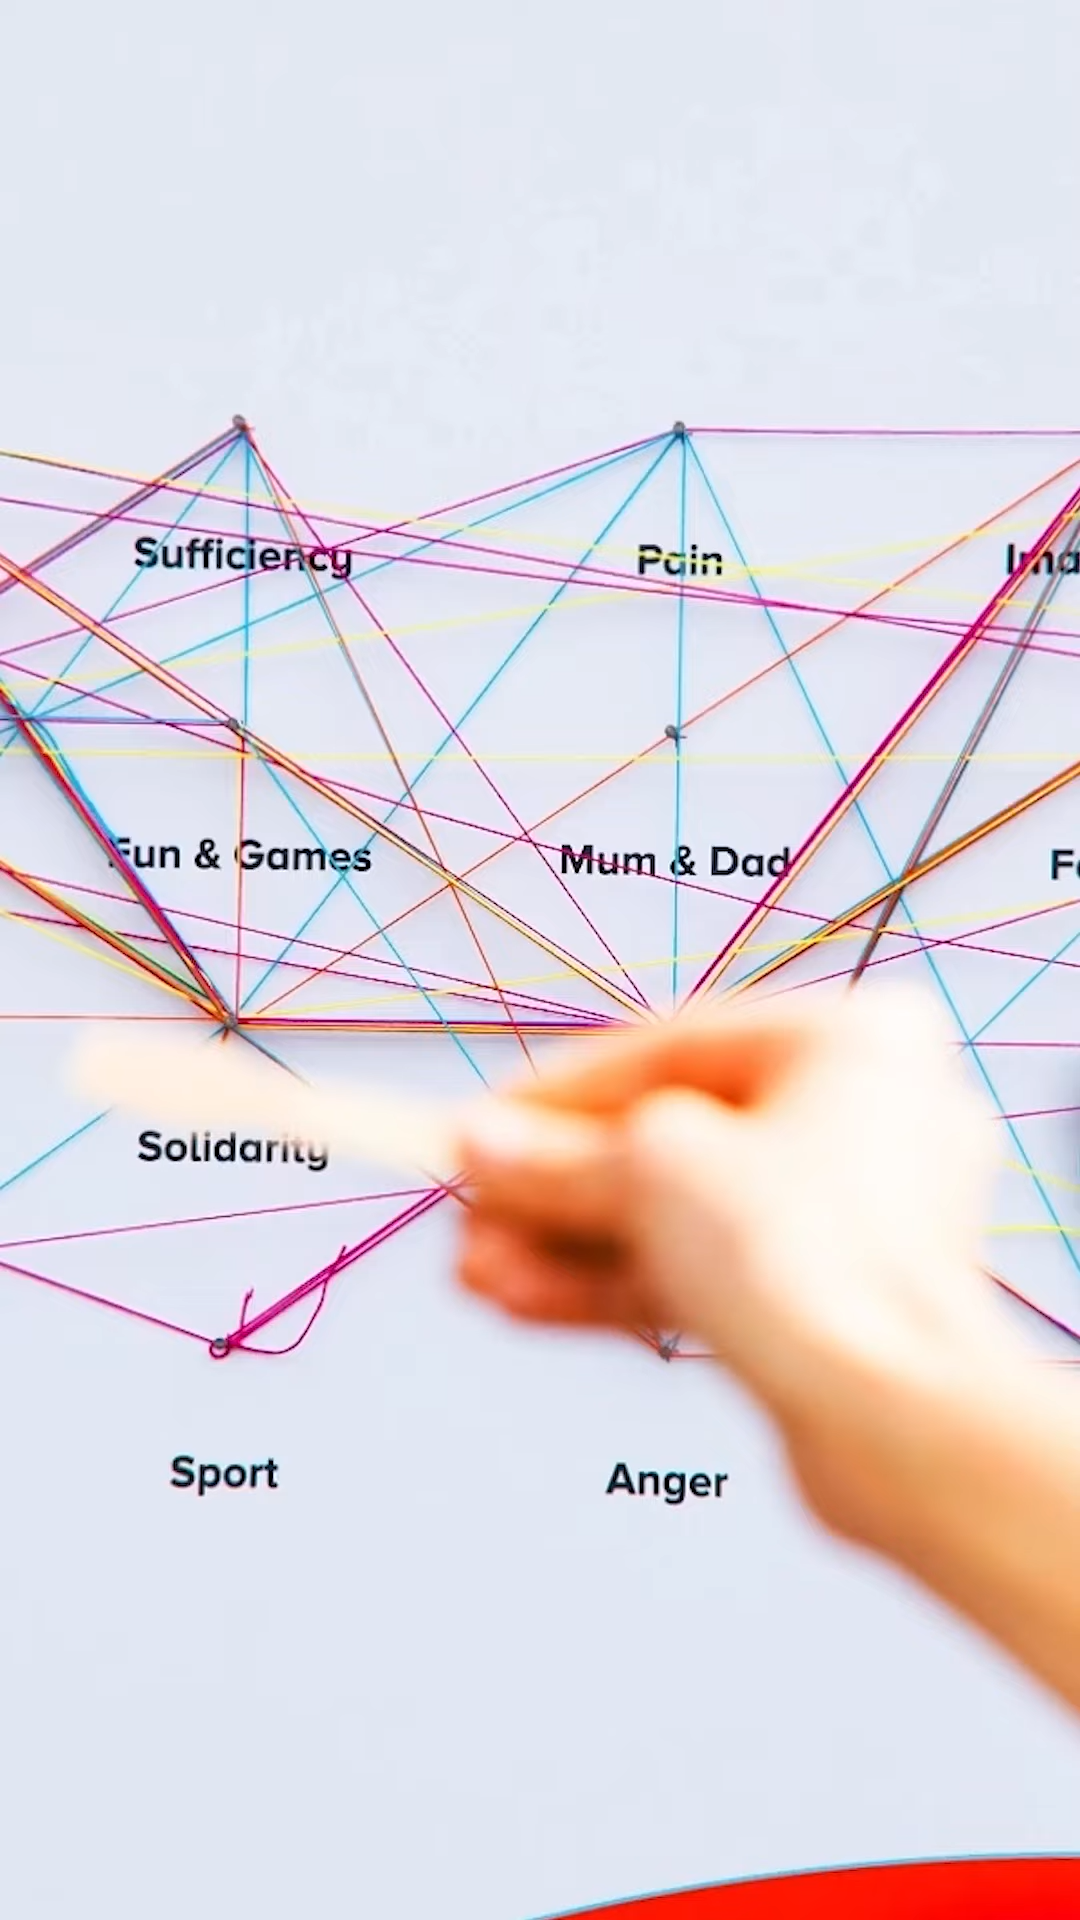 Sufficiency
Pain
Fun & Games
Mum & Dad
Solidarity
Sport
Anger